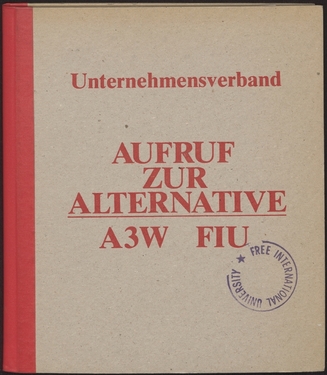 Unternehmensverband
AUFRUF
ZUR
ALTERNATIVE
A3W FIU
★ FREE INTERNATIONAL UNIVERSITY